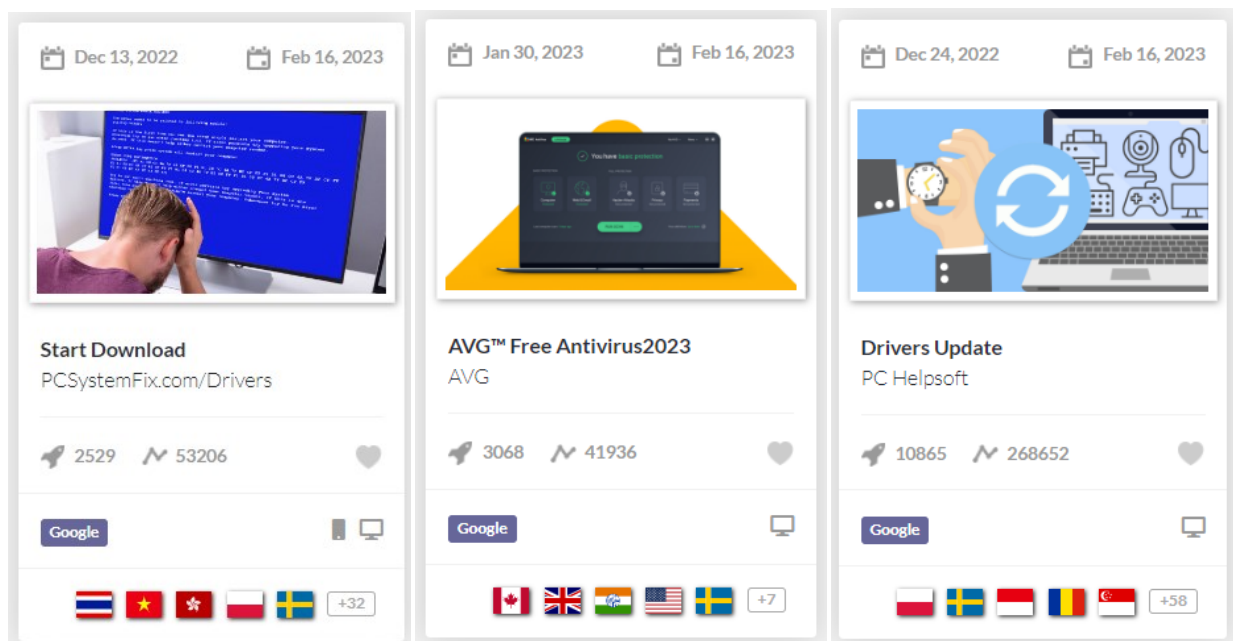 Dec 13, 2022
Feb 16, 2023
Start Download
PCSystemFix.com/Drivers
2529
53206
Google
+32
Jan 30, 2023
Feb 16, 2023
You have basic protection
AVG™ Free Antivirus2023
AVG
3068
41936
Google
+7
Dec 24, 2022
Feb 16, 2023
Drivers Update
PC Helpsoft
10865
268652
Google
+58